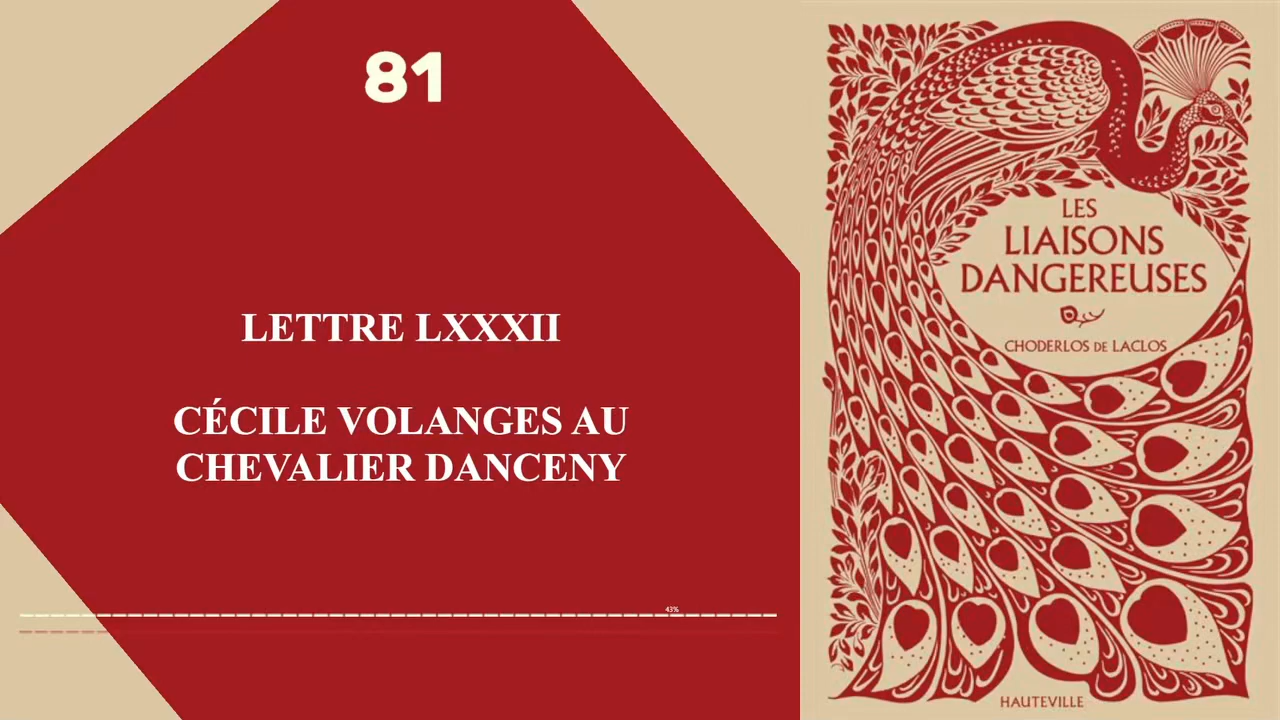 81
LETTRE LXXXII
CÉCILE VOLANGES AU
CHEVALIER DANCENY
43%
LES
LIAISONS
DANGEREUSES
CHODERLOS DE LACLOS
HAUTEVILLE